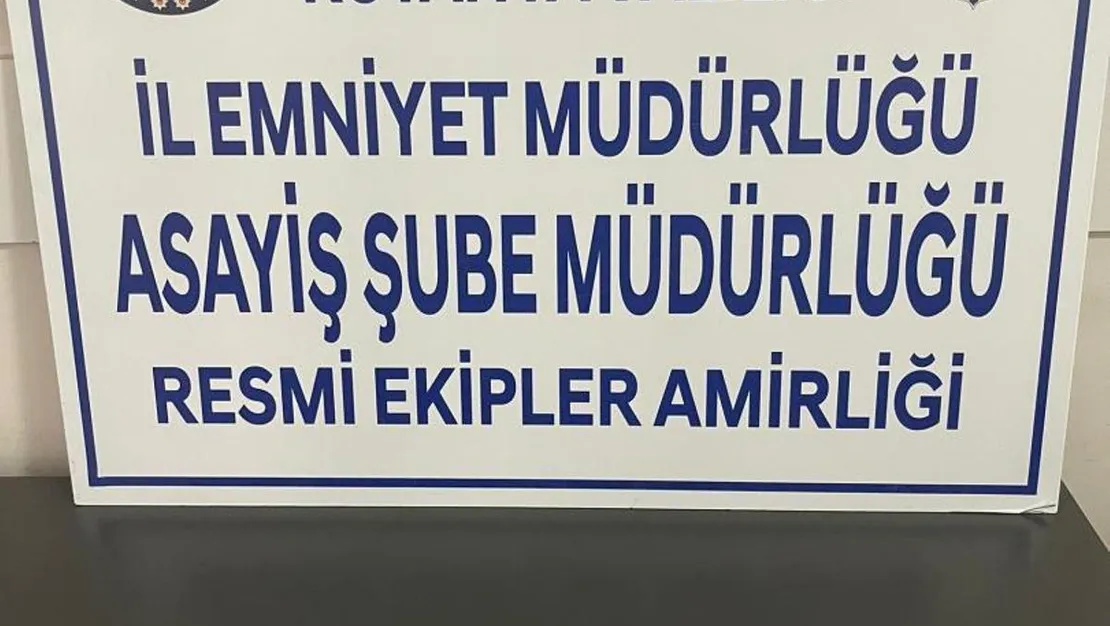 İL EMNİYET MÜDÜRLÜĞÜ
ASAYİŞ ŞUBE MÜDÜRLÜĞÜ
RESMİ EKİPLER AMİRLİĞİ